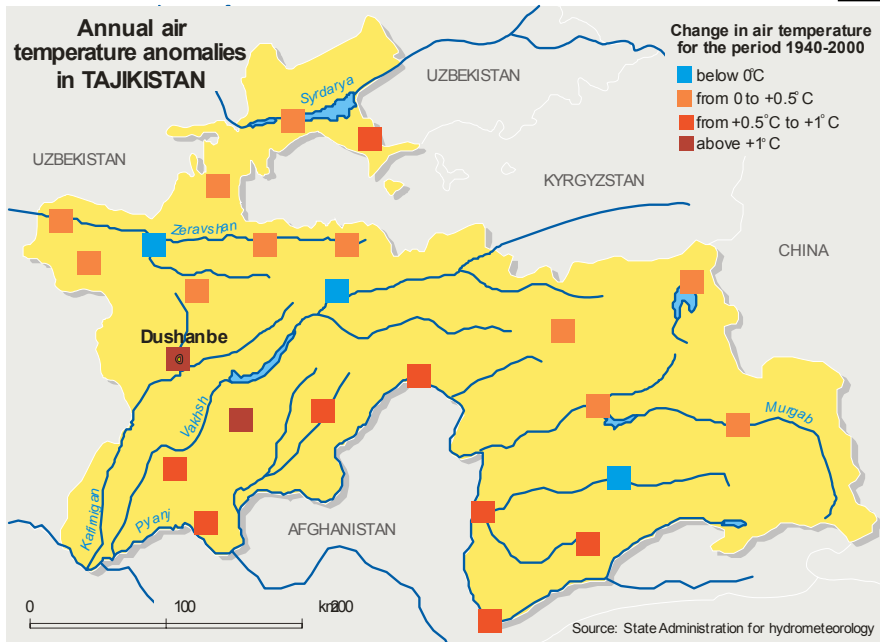 Annual air
temperature anomalies
in TAJIKISTAN
Change in air temperature
for the period 1940-2000
below 0°C
from 0 to +0.5°C
from +0.5°C to +1°C
above +1°C
UZBEKISTAN
Syrdarya
UZBEKISTAN
KYRGYZSTAN
Zeravshan
CHINA
Dushanbe
Vakhsh
Murgab
Kafirnigan
Pyanj
AFGHANISTAN
0 100 km 200
Source: State Administration for hydrometeorology